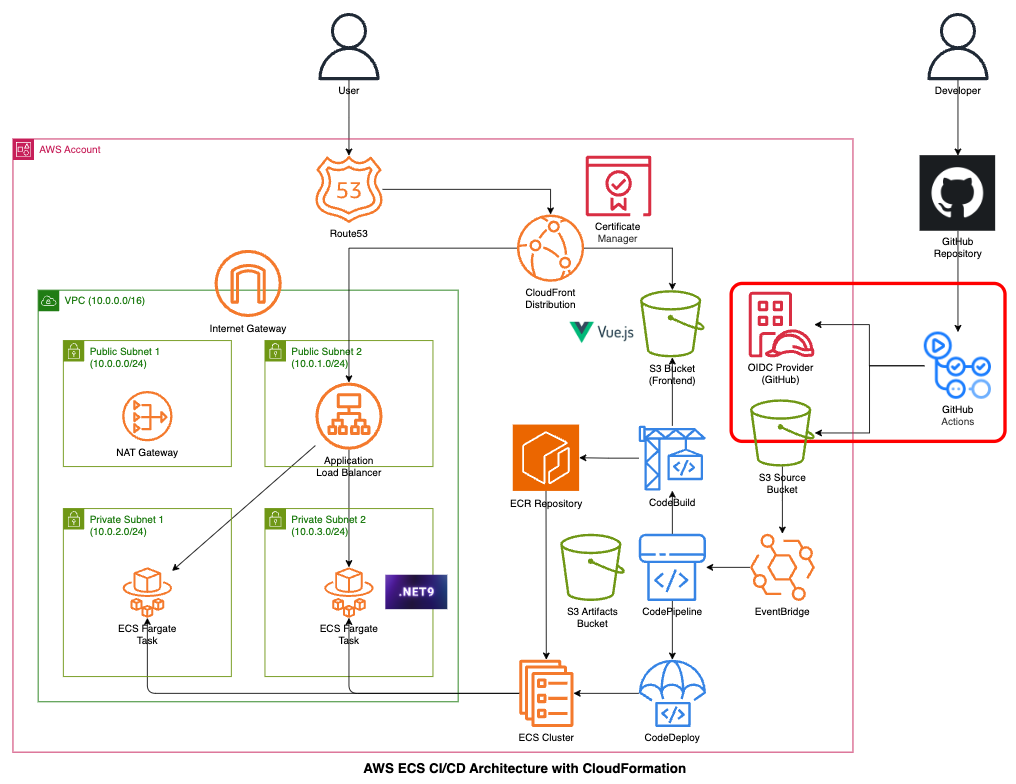 User
Developer
AWS Account
53
Route53
Certificate
Manager
GitHub
Repository
CloudFront
Distribution
Internet Gateway
VPC (10.0.0.0/16)
Vue.js
S3 Bucket
(Frontend)
OIDC Provider
(GitHub)
GitHub
Actions
Public Subnet 1
(10.0.0.0/24)
Public Subnet 2
(10.0.1.0/24)
NAT Gateway
Application
Load Balancer
ECR Repository
CodeBuild
S3 Source
Bucket
Private Subnet 1
(10.0.2.0/24)
Private Subnet 2
(10.0.3.0/24)
.NET9
ECS Fargate
Task
ECS Fargate
Task
S3 Artifacts
Bucket
CodePipeline
EventBridge
ECS Cluster
CodeDeploy
AWS ECS CI/CD Architecture with CloudFormation